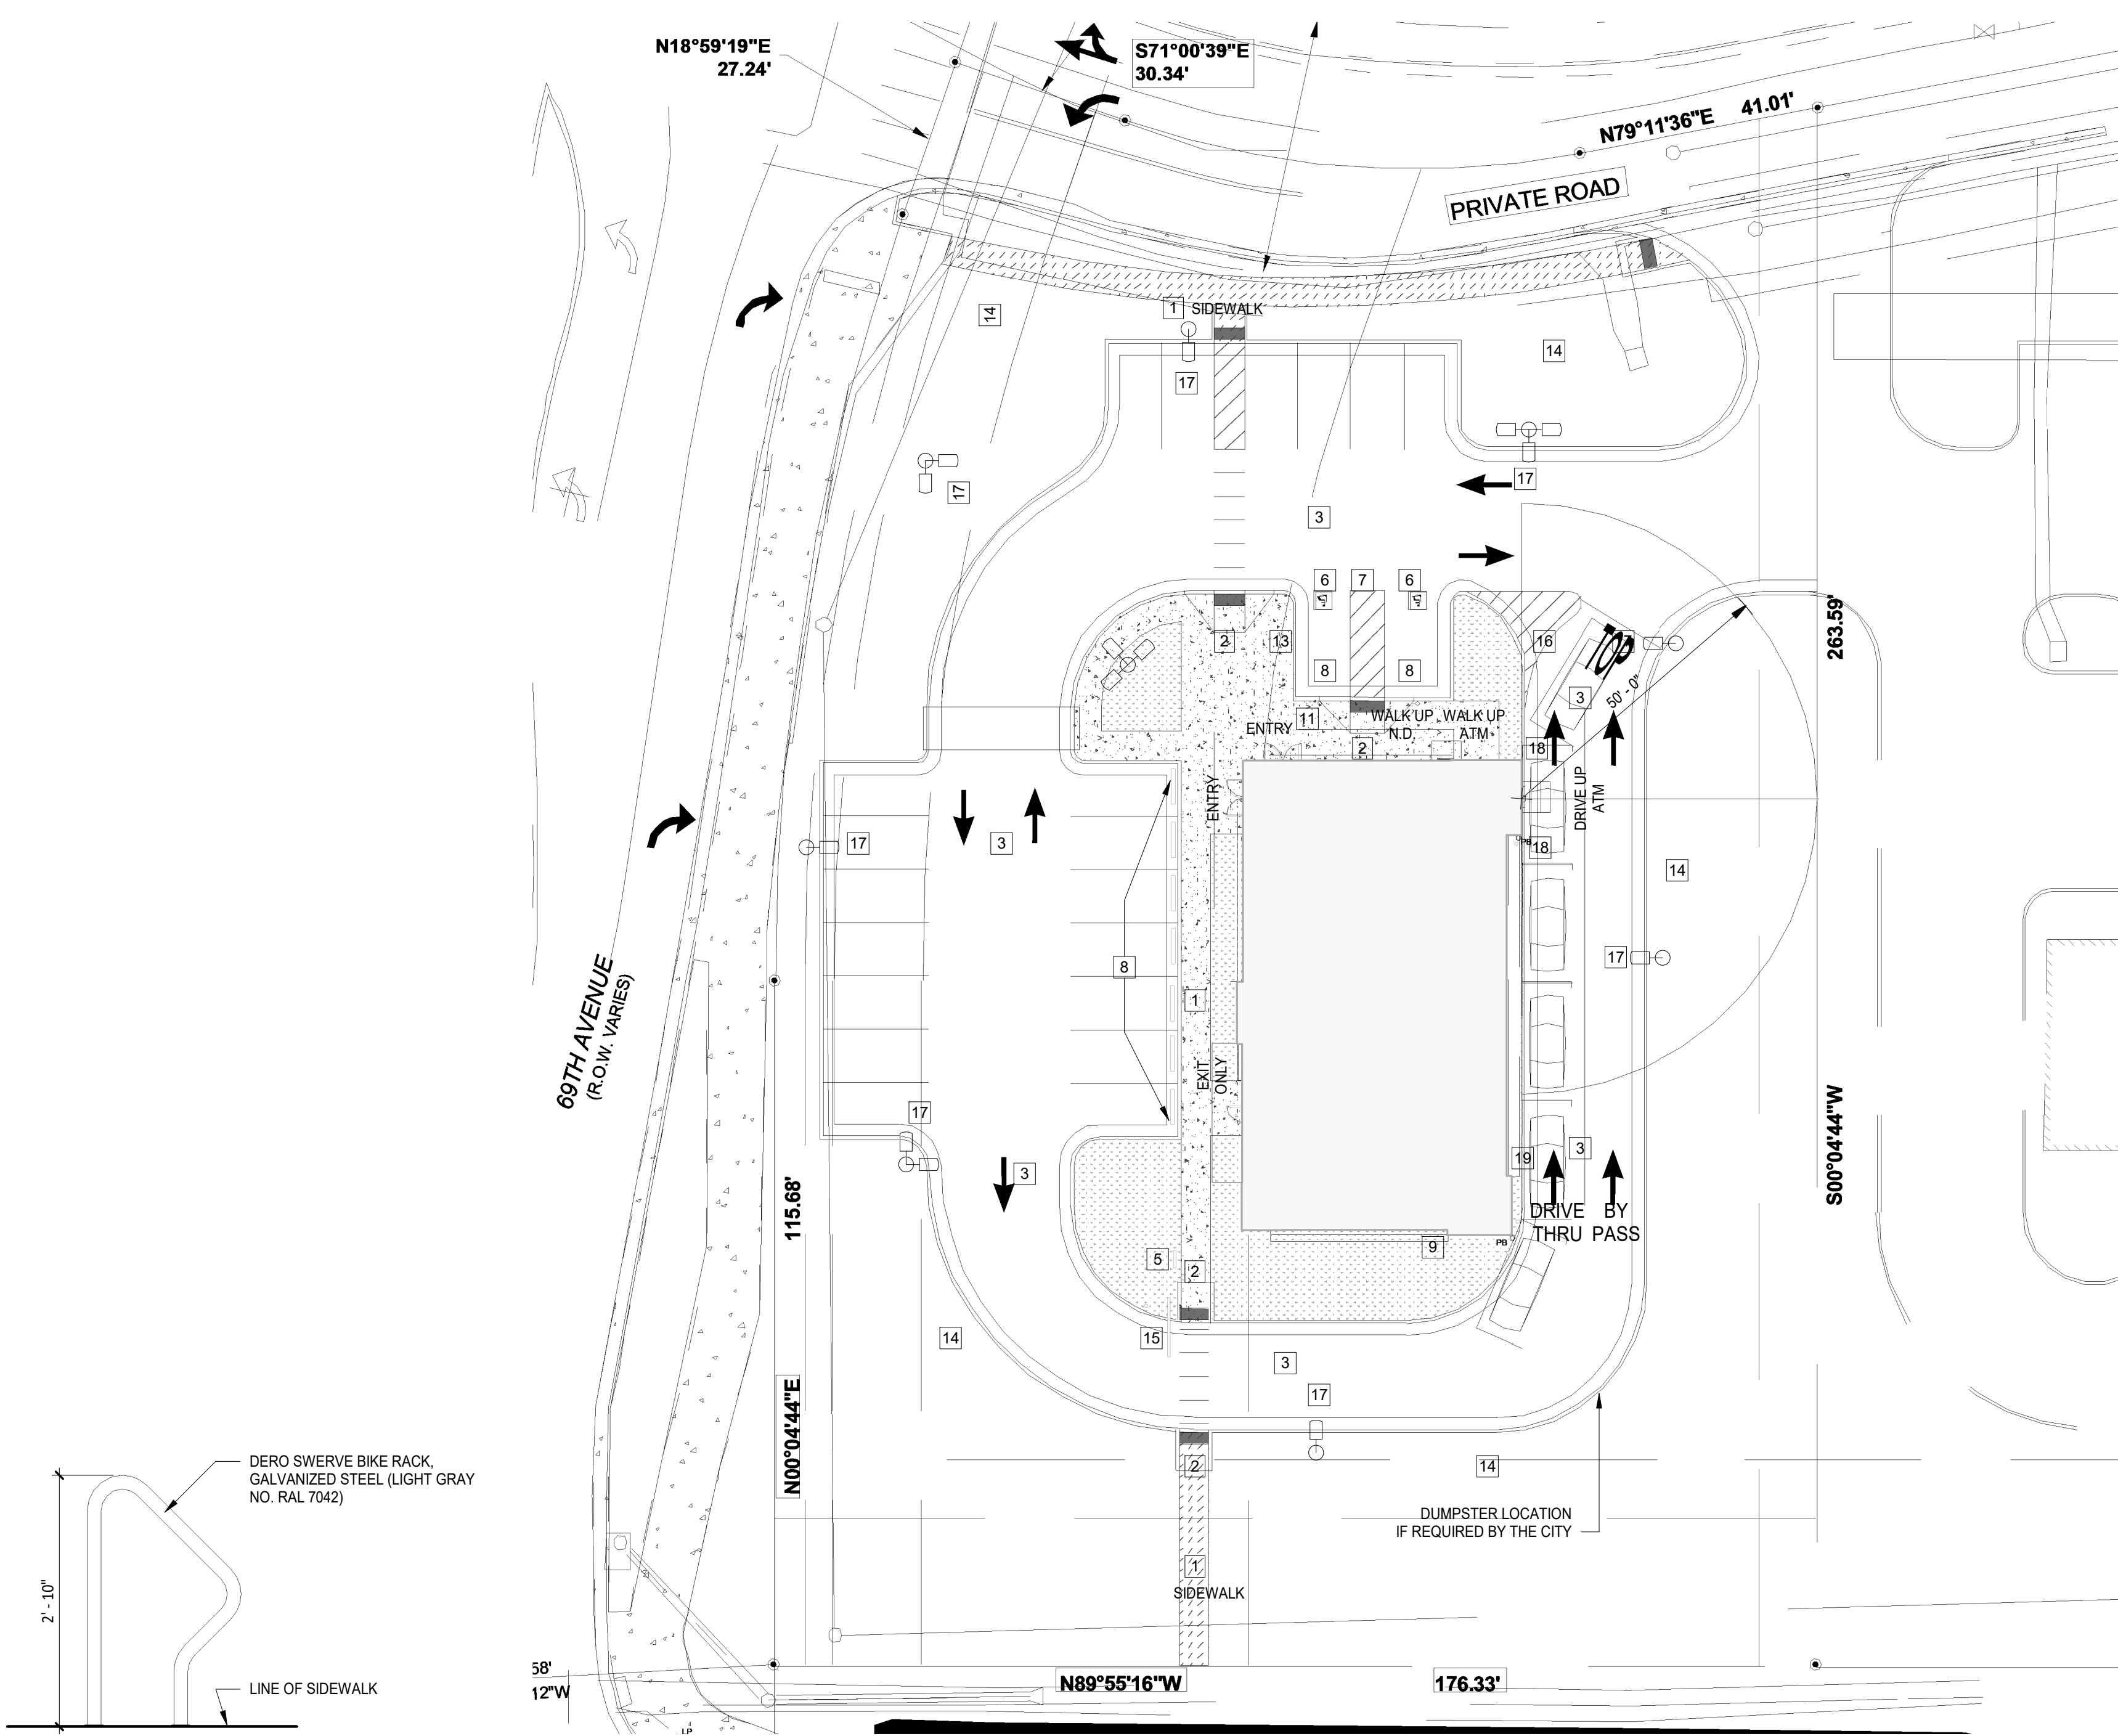 N18°59'19"E
27.24'
S71°00'39"E
30.34'
N79°11'36"E 41.01'
PRIVATE ROAD
1 SIDEWALK
14
17
14
17
17
3
6 7 6
2 13 16
TOP
263.59'
8 8
3
50' - 0"
11
ENTRY
WALK UP
N.D.
WALK UP
ATM
2
18
ENTRY
DRIVE UP
ATM
17
3
PB
18
14
8
17
1
69TH AVENUE
(R.O.W. VARIES)
EXIT
ONLY
17
S00°04'44"W
3
19
3
115.68'
DRIVE
THRU
BY
PASS
5
2
9
PB
14
15
3
17
N00°04'44"E
2
14
DERO SWERVE BIKE RACK,
GALVANIZED STEEL (LIGHT GRAY
NO. RAL 7042)
DUMPSTER LOCATION
IF REQUIRED BY THE CITY
1
SIDEWALK
2' - 10"
LINE OF SIDEWALK
58'
12"W
N89°55'16"W
176.33'
LP